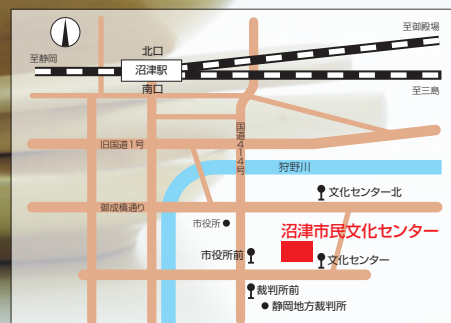 至御殿場
北口
至静岡
沼津駅
南口
至三島
国道414号
旧国道1号
狩野川
文化センター北
御成橋通り
市役所
沼津市民文化センター
市役所前
文化センター
裁判所前
静岡地方裁判所